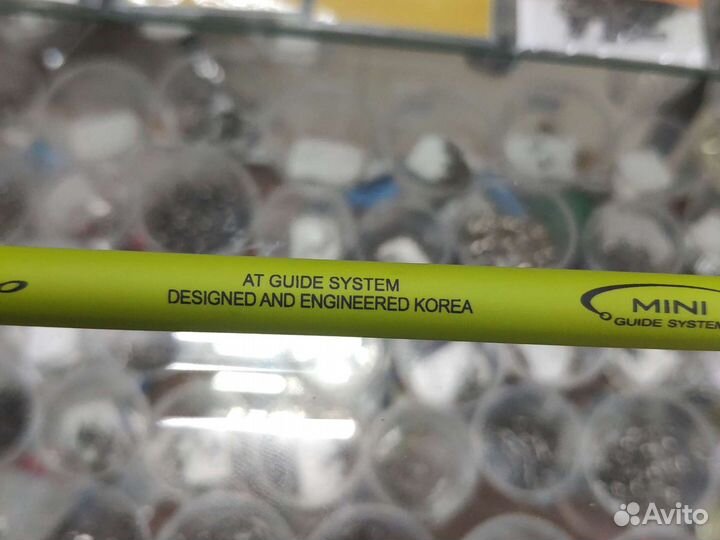 AT GUIDE SYSTEM
DESIGNED AND ENGINEERED KOREA
MINI
GUIDE SYSTEM
Avito